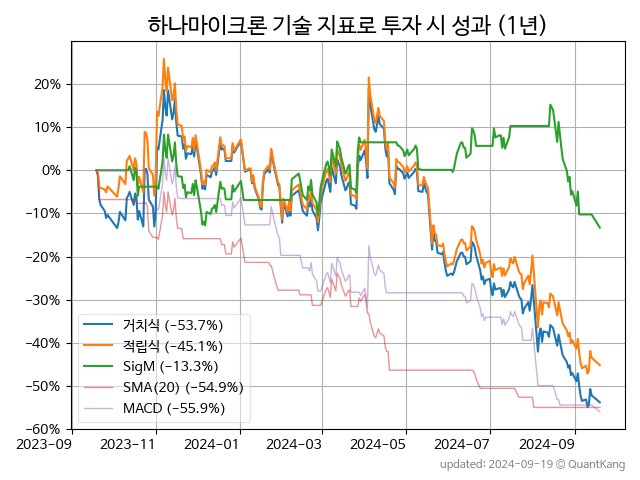 하나마이크론 기술 지표로 투자 시 성과 (1년)
20%
10%
0%
−10%
−20%
−30%
−40%
−50%
−60%
거치식 (−53.7%)
적립식 (−45.1%)
SigM (−13.3%)
SMA(20) (−54.9%)
MACD (−55.9%)
2023-09 2023-11 2024-01 2024-03 2024-05 2024-07 2024-09
updated: 2024-09-19 © QuantKang